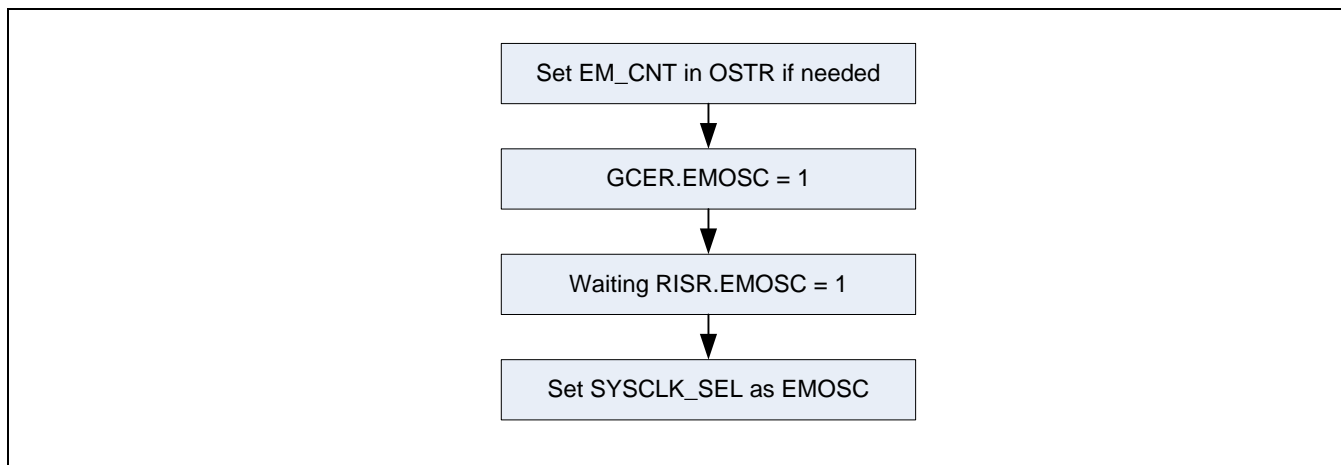 Set EM_CNT in OSTR if needed
GCER.EMOSC = 1
Waiting RISR.EMOSC = 1
Set SYSCLK_SEL as EMOSC